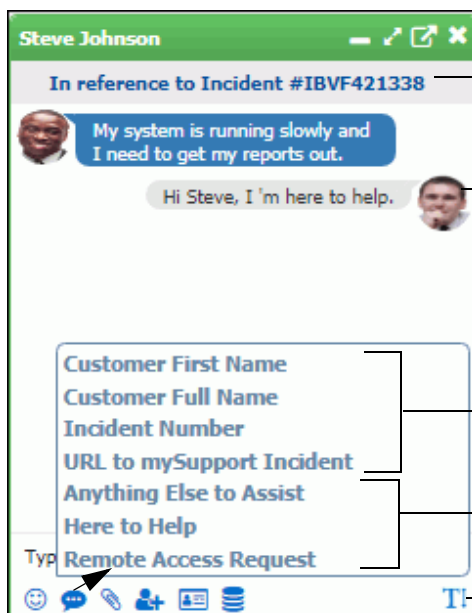 Steve Johnson
In reference to Incident #IBVF421338
My system is running slowly and
I need to get my reports out.
Hi Steve, I 'm here to help.
Customer First Name
Customer Full Name
Incident Number
URL to mySupport Incident
Anything Else to Assist
Here to Help
Typ Remote Access Request
T